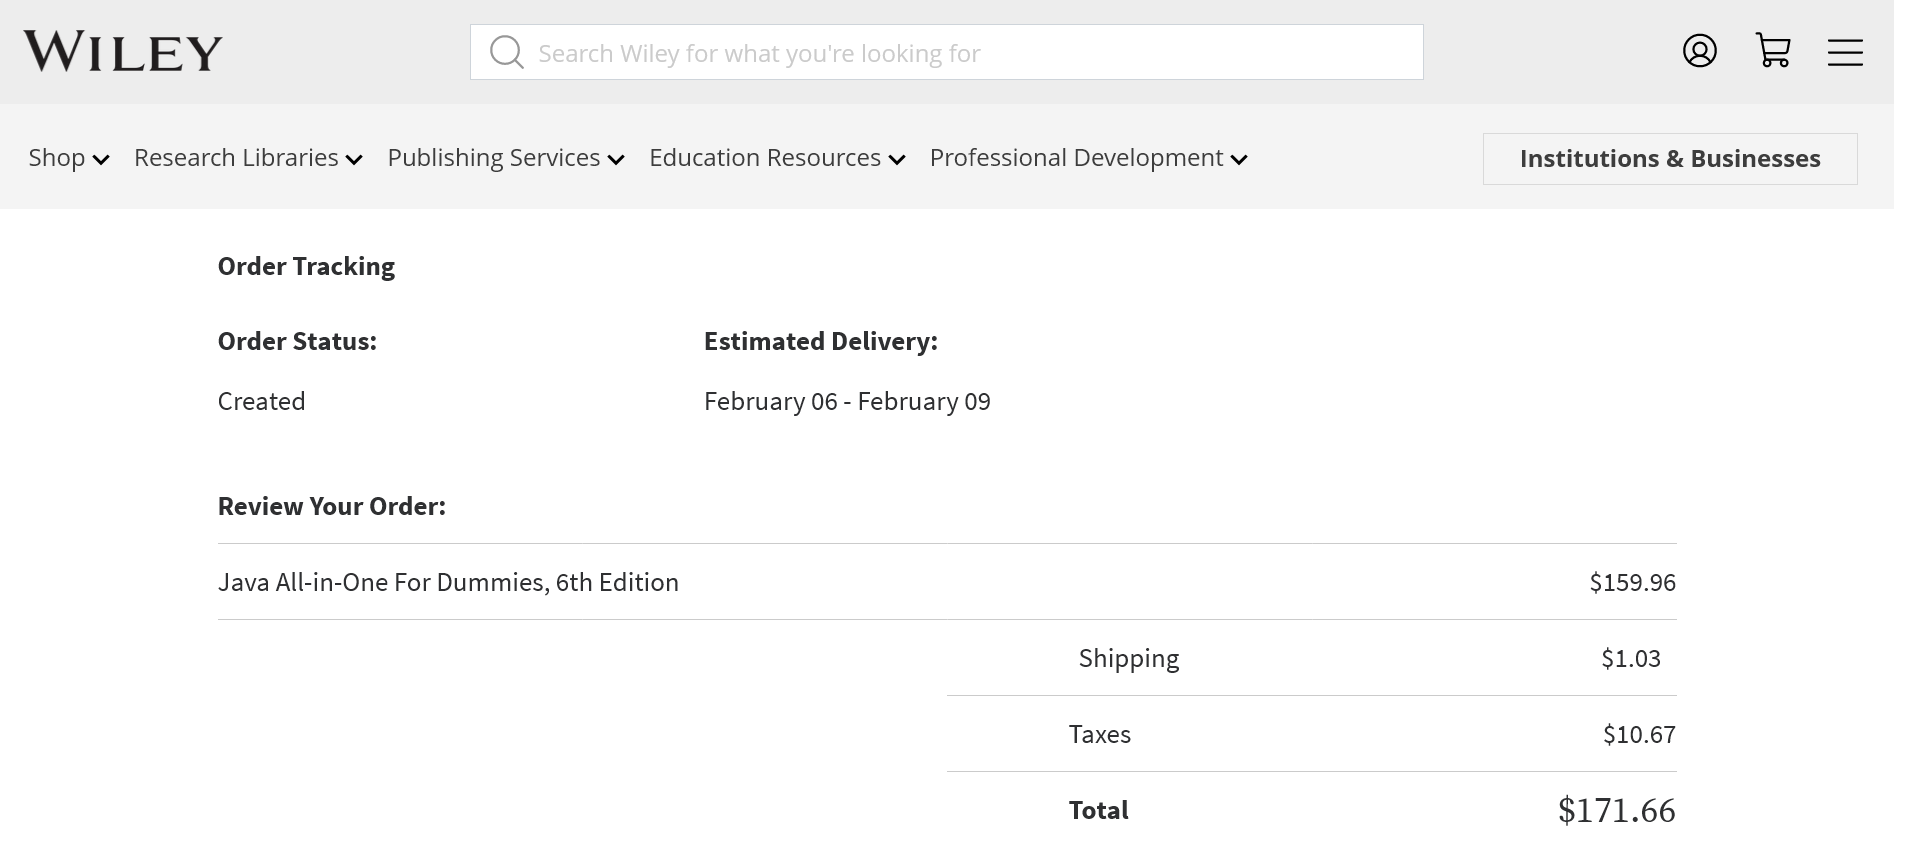 WILEY
Search Wiley for what you're looking for
Shop Research Libraries Publishing Services Education Resources Professional Development Institutions & Businesses
Order Tracking
Order Status: Estimated Delivery:
Created February 06 - February 09
Review Your Order:
Java All-in-One For Dummies, 6th Edition $159.96
Shipping $1.03
Taxes $10.67
Total $171.66